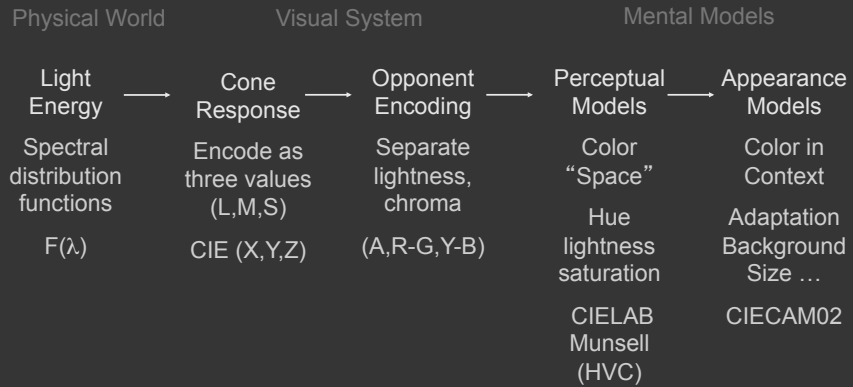 Physical World
Visual System
Mental Models
Light
Energy
Spectral
distribution
functions
F(λ)
Cone
Response
Encode as
three values
(L,M,S)
CIE (X,Y,Z)
Opponent
Encoding
Separate
lightness,
chroma
(A,R-G,Y-B)
Perceptual
Models
Color
“Space”
Hue
lightness
saturation
CIELAB
Munsell
(HVC)
Appearance
Models
Color in
Context
Adaptation
Background
Size …
CIECAM02